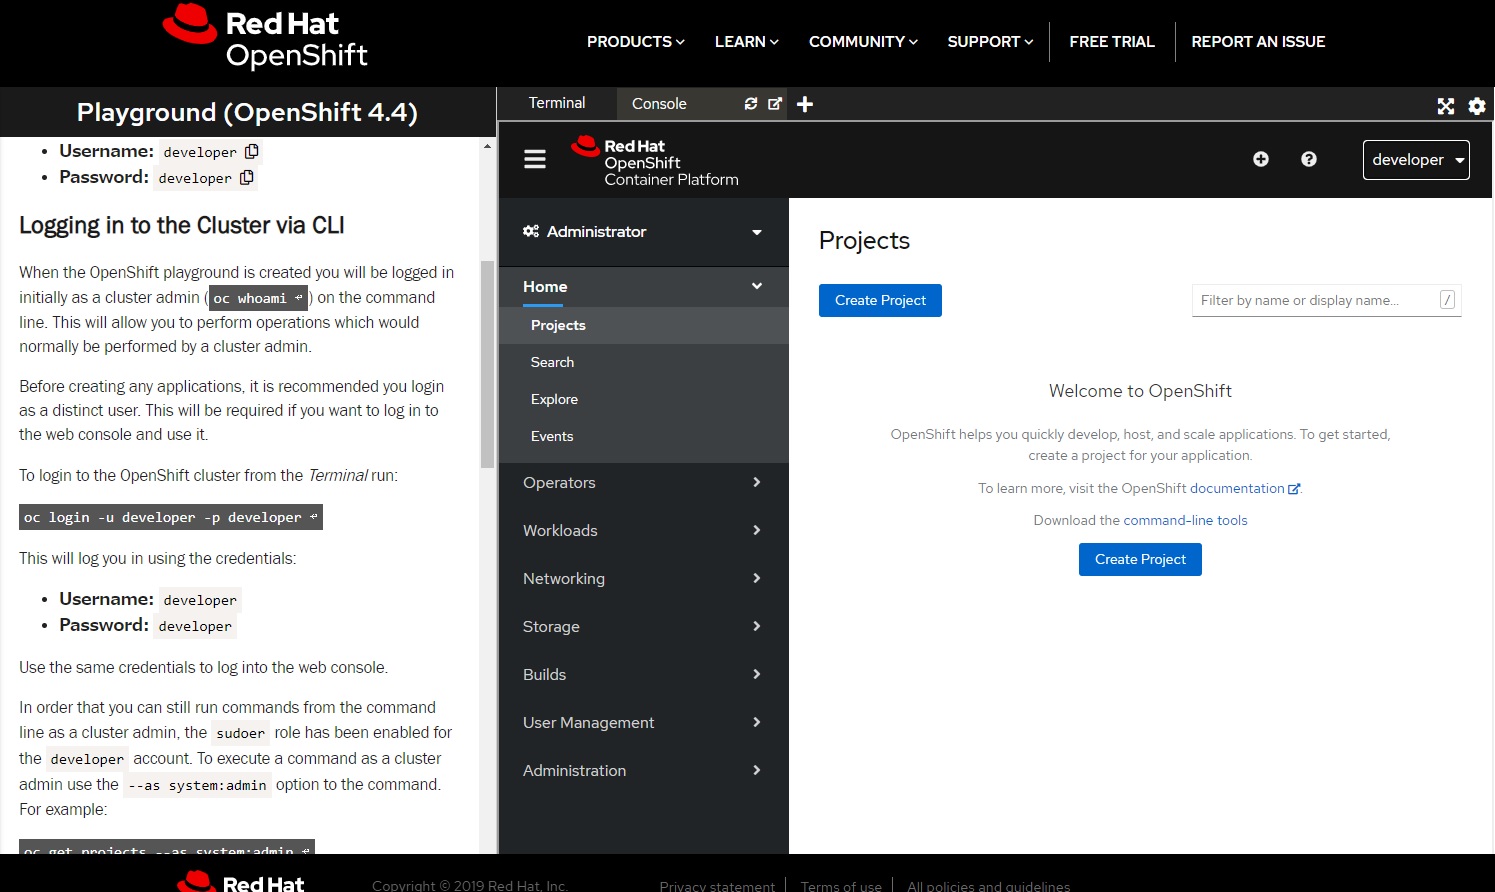 Red Hat
OpenShift
PRODUCTS LEARN COMMUNITY SUPPORT FREE TRIAL REPORT AN ISSUE
Playground (OpenShift 4.4)
• Username: developer
• Password: developer
Logging in to the Cluster via CLI
When the OpenShift playground is created you will be logged in
initially as a cluster admin ( oc whoami ↵ ) on the command
line. This will allow you to perform operations which would
normally be performed by a cluster admin.
Before creating any applications, it is recommended you login
as a distinct user. This will be required if you want to log in to
the web console and use it.
To login to the OpenShift cluster from the Terminal run:
oc login -u developer -p developer ↵
This will log you in using the credentials:
• Username: developer
• Password: developer
Use the same credentials to log into the web console.
In order that you can still run commands from the command
line as a cluster admin, the sudoer role has been enabled for
the developer account. To execute a command as a cluster
admin use the --as system:admin option to the command.
For example:
oc get projects --as system:admin ↵
Terminal Console
Red Hat
OpenShift
Container Platform
developer
Administrator
Home
Projects
Search
Explore
Events
Operators
Workloads
Networking
Storage
Builds
User Management
Administration
Projects
Create Project
Filter by name or display name... /
Welcome to OpenShift
OpenShift helps you quickly develop, host, and scale applications. To get started,
create a project for your application.
To learn more, visit the OpenShift documentation.
Download the command-line tools
Create Project
Red Hat
Copyright © 2019 Red Hat, Inc. Privacy statement Terms of use All policies and guidelines